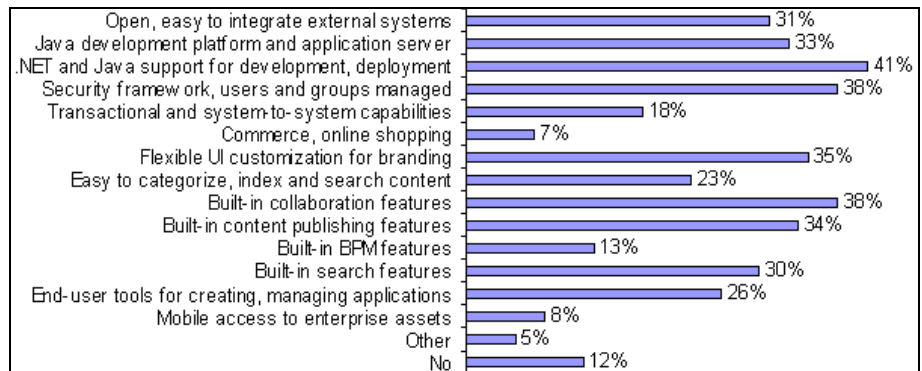 Open, easy to integrate external systems 31%
Java development platform and application server 33%
.NET and Java support for development, deployment 41%
Security framework, users and groups managed 38%
Transactional and system-to-system capabilities 18%
Commerce, online shopping 7%
Flexible UI customization for branding 35%
Easy to categorize, index and search content 23%
Built-in collaboration features 38%
Built-in content publishing features 34%
Built-in BPM features 13%
Built-in search features 30%
End-user tools for creating, managing applications 26%
Mobile access to enterprise assets 8%
Other 5%
No 12%